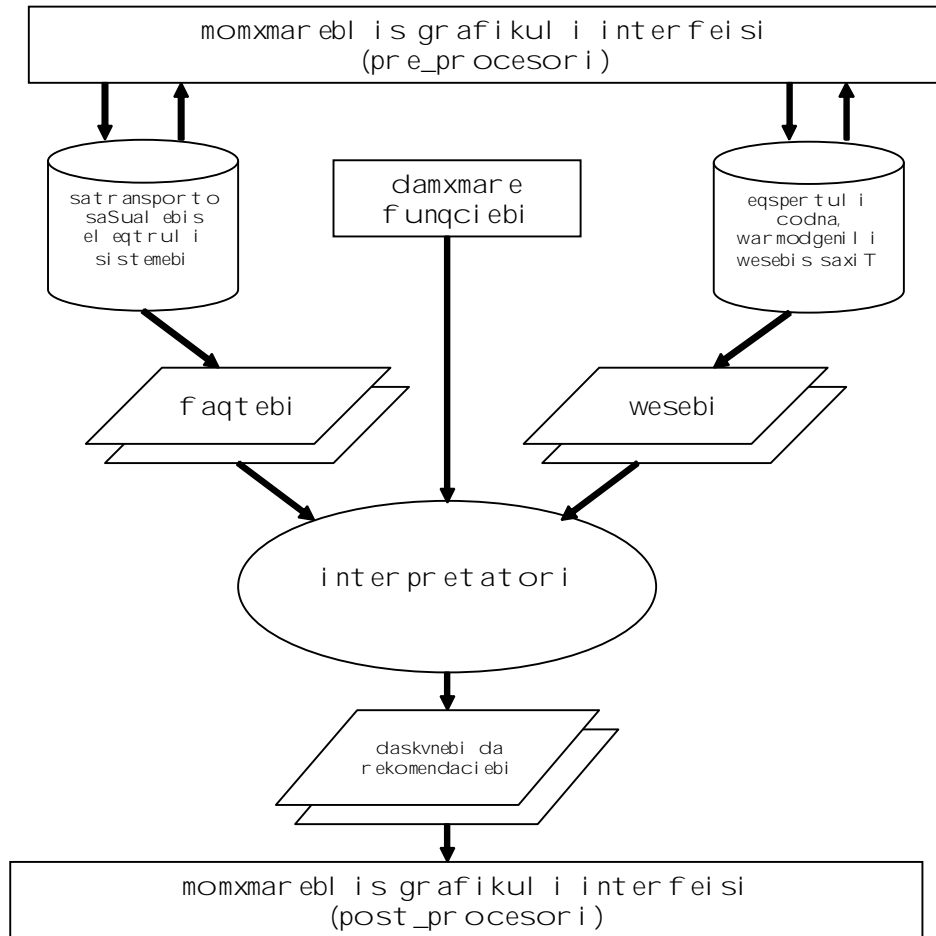 momxmareblis grafikuli interfeisi
(pre_procesori)
satransporto
saSualebis
eleqtruli
sistemebi
damxmare
funqciebi
eqspertuli
codna,
warmodgenili
wesebis saxiT
faqtebi
wesebi
interpretatori
daskvnebi da
rekomendaciebi
momxmareblis grafikuli interfeisi
(post_procesori)